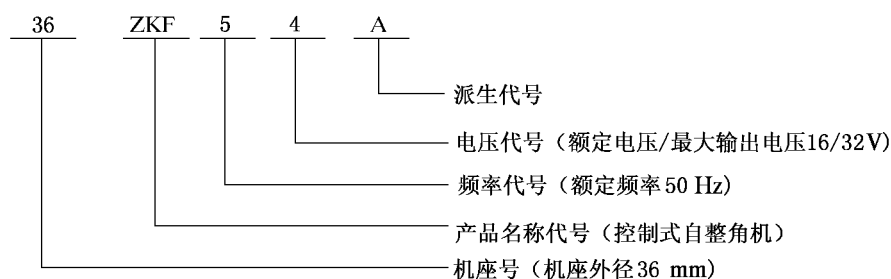 36 ZKF 5 4 A
派生代号
电压代号（额定电压/最大输出电压16/32V）
频率代号（额定频率50 Hz）
产品名称代号（控制式自整角机）
机座号（机座外径36 mm）